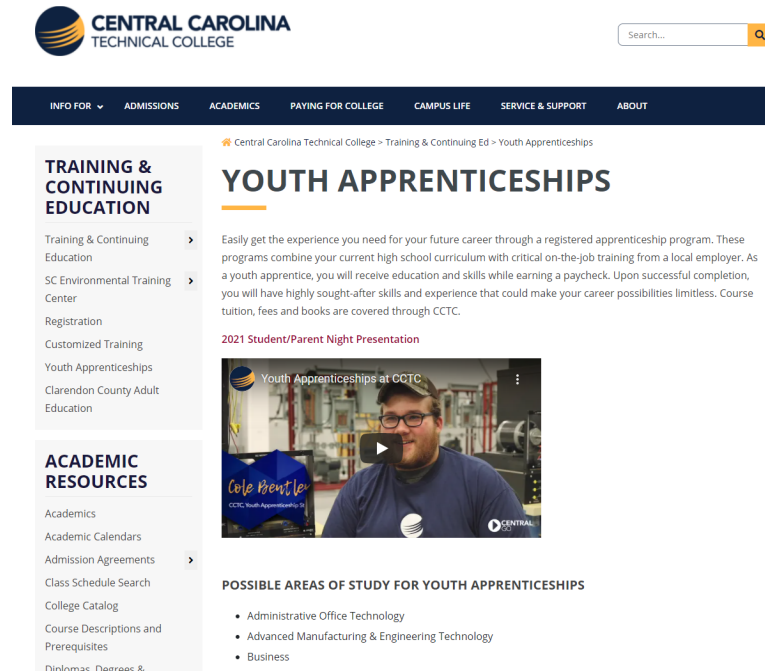 CENTRAL CAROLINA
TECHNICAL COLLEGE
Search...
INFO FOR
ADMISSIONS
ACADEMICS
PAYING FOR COLLEGE
CAMPUS LIFE
SERVICE & SUPPORT
ABOUT
TRAINING &
CONTINUING
EDUCATION
Training & Continuing
Education
SC Environmental Training
Center
Registration
Customized Training
Youth Apprenticeships
Clarendon County Adult
Education
ACADEMIC
RESOURCES
Academics
Academic Calendars
Admission Agreements
Class Schedule Search
College Catalog
Course Descriptions and
Prerequisites
Diplomas, Degrees &
Central Carolina Technical College > Training & Continuing Ed > Youth Apprenticeships
YOUTH APPRENTICESHIPS
Easily get the experience you need for your future career through a registered apprenticeship program. These
programs combine your current high school curriculum with critical on-the-job training from a local employer. As
a youth apprentice, you will receive education and skills while earning a paycheck. Upon successful completion,
you will have highly sought-after skills and experience that could make your career possibilities limitless. Course
tuition, fees and books are covered through CCTC.
2021 Student/Parent Night Presentation
Youth Apprenticeships at CCTC
Cole Bentley
CCTC, Youth Apprenticeship St
CENTRAL
GO
POSSIBLE AREAS OF STUDY FOR YOUTH APPRENTICESHIPS
• Administrative Office Technology
• Advanced Manufacturing & Engineering Technology
• Business